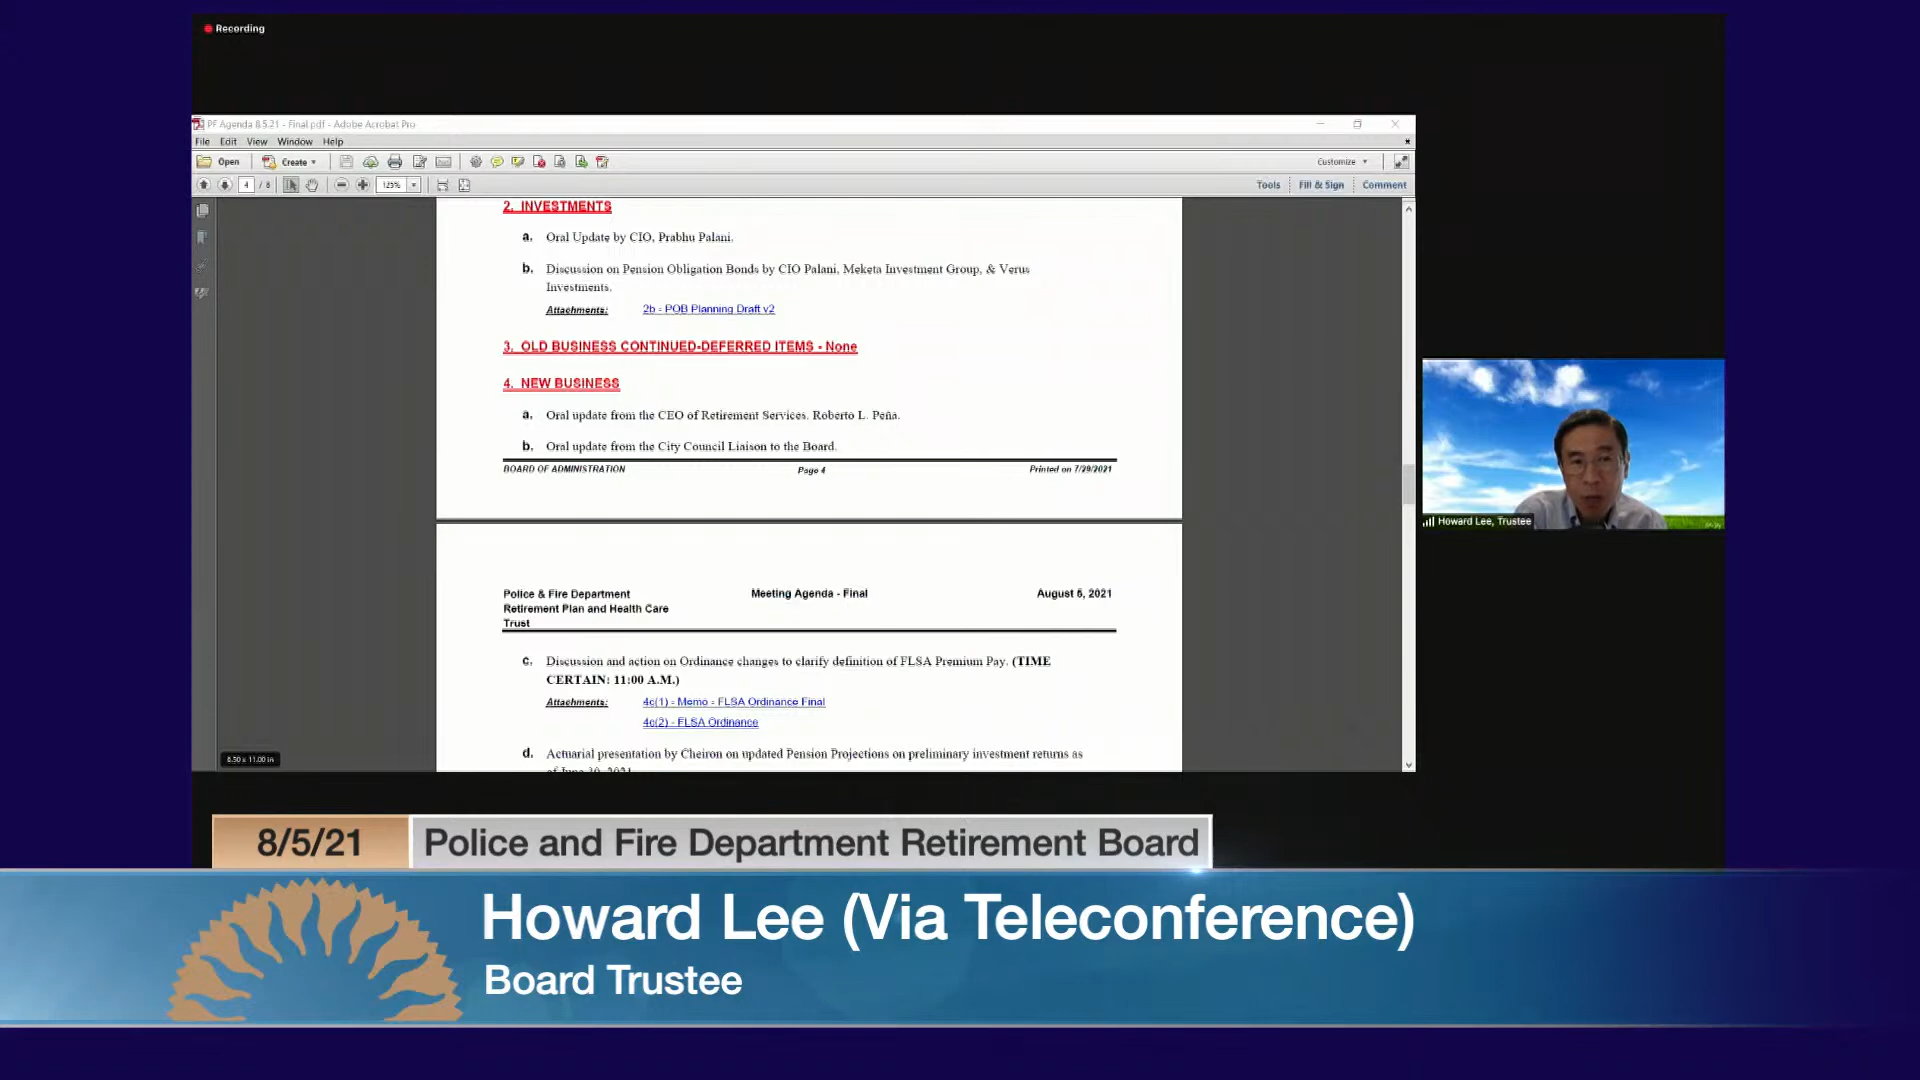 Recording
PF Agenda 8.5.21 - Final.pdf - Adobe Acrobat Pro
File Edit View Window Help
Open Create Customize
4 / 8 125% Tools Fill & Sign Comment
2. INVESTMENTS
a. Oral Update by CIO, Prabhu Palani.
b. Discussion on Pension Obligation Bonds by CIO Palani, Meketa Investment Group, & Verus
Investments.
Attachments: 2b - POB Planning Draft v2
3. OLD BUSINESS CONTINUED-DEFERRED ITEMS - None
4. NEW BUSINESS
a. Oral update from the CEO of Retirement Services, Roberto L. Peña.
b. Oral update from the City Council Liaison to the Board.
BOARD OF ADMINISTRATION Page 4 Printed on 7/29/2021
Howard Lee, Trustee
Police & Fire Department Meeting Agenda - Final August 5, 2021
Retirement Plan and Health Care
Trust
c. Discussion and action on Ordinance changes to clarify definition of FLSA Premium Pay. (TIME
CERTAIN: 11:00 A.M.)
Attachments: 4c(1) - Memo - FLSA Ordinance Final
4c(2) - FLSA Ordinance
d. Actuarial presentation by Cheiron on updated Pension Projections on preliminary investment returns as
of June 30, 2021
8.50 x 11.00 in
8/5/21 Police and Fire Department Retirement Board
Howard Lee (Via Teleconference)
Board Trustee